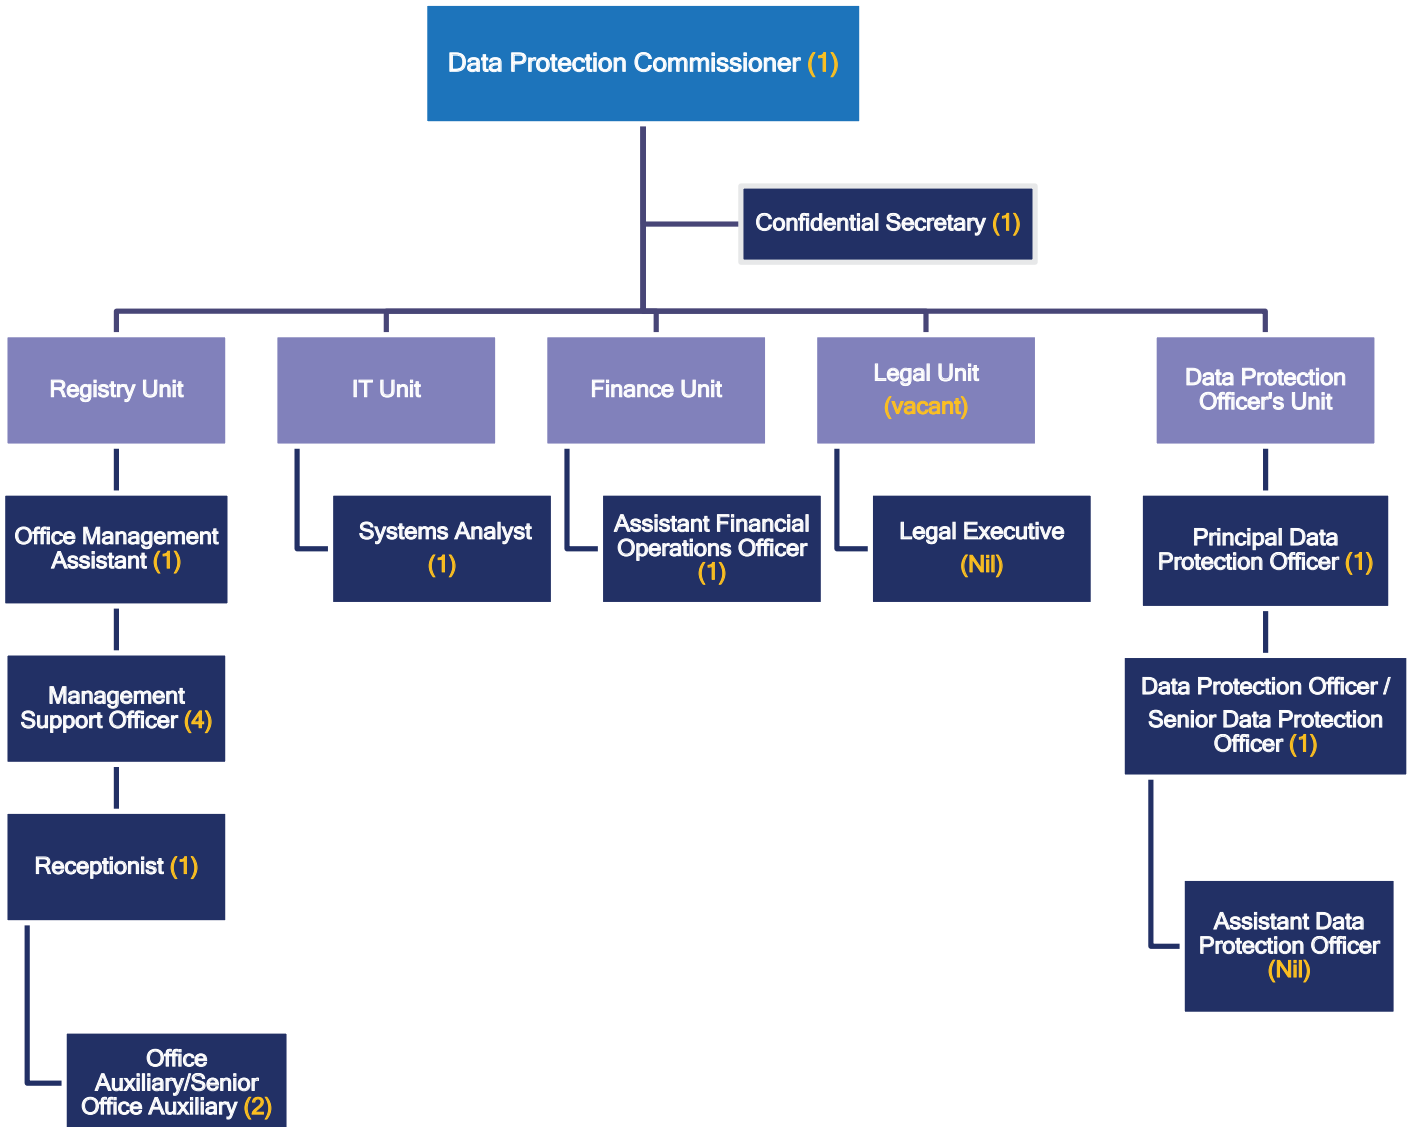 Data Protection Commissioner (1)
Confidential Secretary (1)
Registry Unit
IT Unit
Finance Unit
Legal Unit
(vacant)
Data Protection
Officer's Unit
Office Management
Assistant (1)
Systems Analyst
(1)
Assistant Financial
Operations Officer
(1)
Legal Executive
(Nil)
Principal Data
Protection Officer (1)
Management
Support Officer (4)
Data Protection Officer /
Senior Data Protection
Officer (1)
Receptionist (1)
Assistant Data
Protection Officer
(Nil)
Office
Auxiliary/Senior
Office Auxiliary (2)